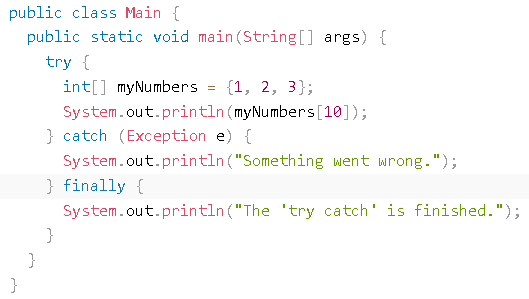 public class Main {
  public static void main(String[] args) {
    try {
      int[] myNumbers = {1, 2, 3};
      System.out.println(myNumbers[10]);
    } catch (Exception e) {
      System.out.println("Something went wrong.");
    } finally {
      System.out.println("The 'try catch' is finished.");
    }
  }
}